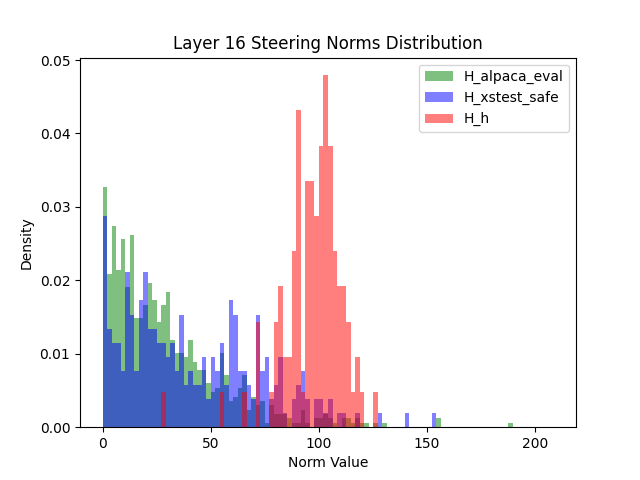 Layer 16 Steering Norms Distribution
0.05
0.04
0.03
0.02
0.01
0.00
Density
H_alpaca_eval
H_xstest_safe
H_h
0
50
100
150
200
Norm Value